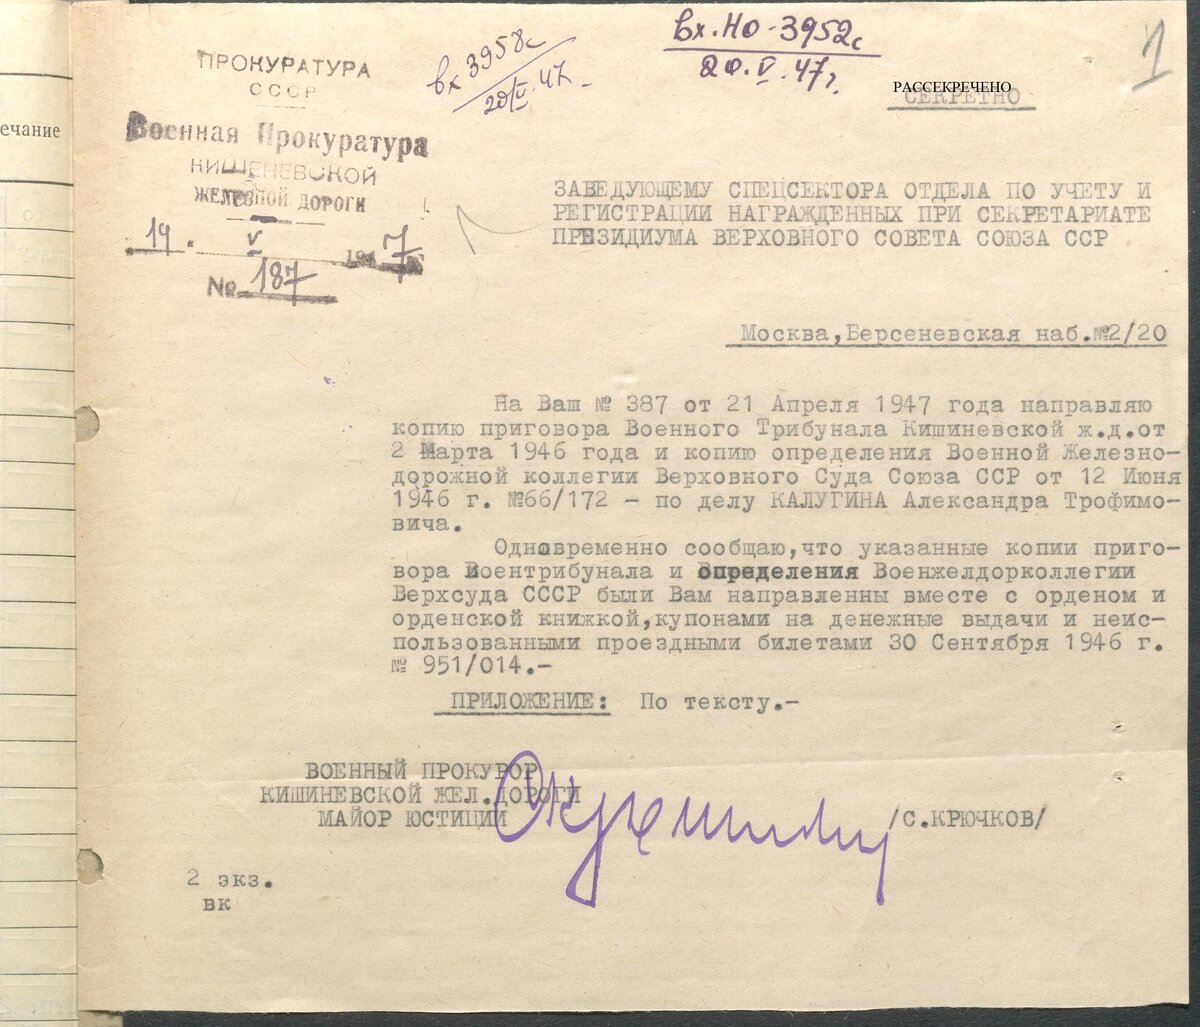 ечание
ПРОКУРАТУРА
СССР
Военная Прокуратура
КИШЕНЕВСКОЙ
ЖЕЛЕЗНОЙ ДОРОГИ
19. V 1947
№ 187
вх 3958с
20/V.47.
Вх.НО-3952с
20.V.47г.
1
РАССЕКРЕЧЕНО
СЕКРЕТНО
ЗАВЕДУЮЩЕМУ СПЕЦСЕКТОРА ОТДЕЛА ПО УЧЕТУ И
РЕГИСТРАЦИИ НАГРАЖДЕННЫХ ПРИ СЕКРЕТАРИАТЕ
ПРЕЗИДИУМА ВЕРХОВНОГО СОВЕТА СОЮЗА ССР
Москва,Берсеневская наб.№2/20
На Ваш № 387 от 21 Апреля 1947 года направляю
копию приговора Военного Трибунала Кишиневской ж.д.от
2 Марта 1946 года и копию определения Военной Железно-
дорожной коллегии Верховного Суда Союза ССР от 12 Июня
1946 г. №66/172 - по делу КАЛУГИНА Александра Трофимо-
вича.
Одновременно сообщаю,что указанные копии приго-
вора Воентрибунала и определения Военжелдорколлегии
Верхсуда СССР были Вам направленны вместе с орденом и
орденской книжкой,купонами на денежные выдачи и неис-
пользованными проездными билетами 30 Сентября 1946 г.
№ 951/014.-
ПРИЛОЖЕНИЕ: По тексту.-
ВОЕННЫЙ ПРОКУРОР
КИШИНЕВСКОЙ ЖЕЛ.ДОРОГИ
МАЙОР ЮСТИЦИИ /С.КРЮЧКОВ/
2 экз.
вк